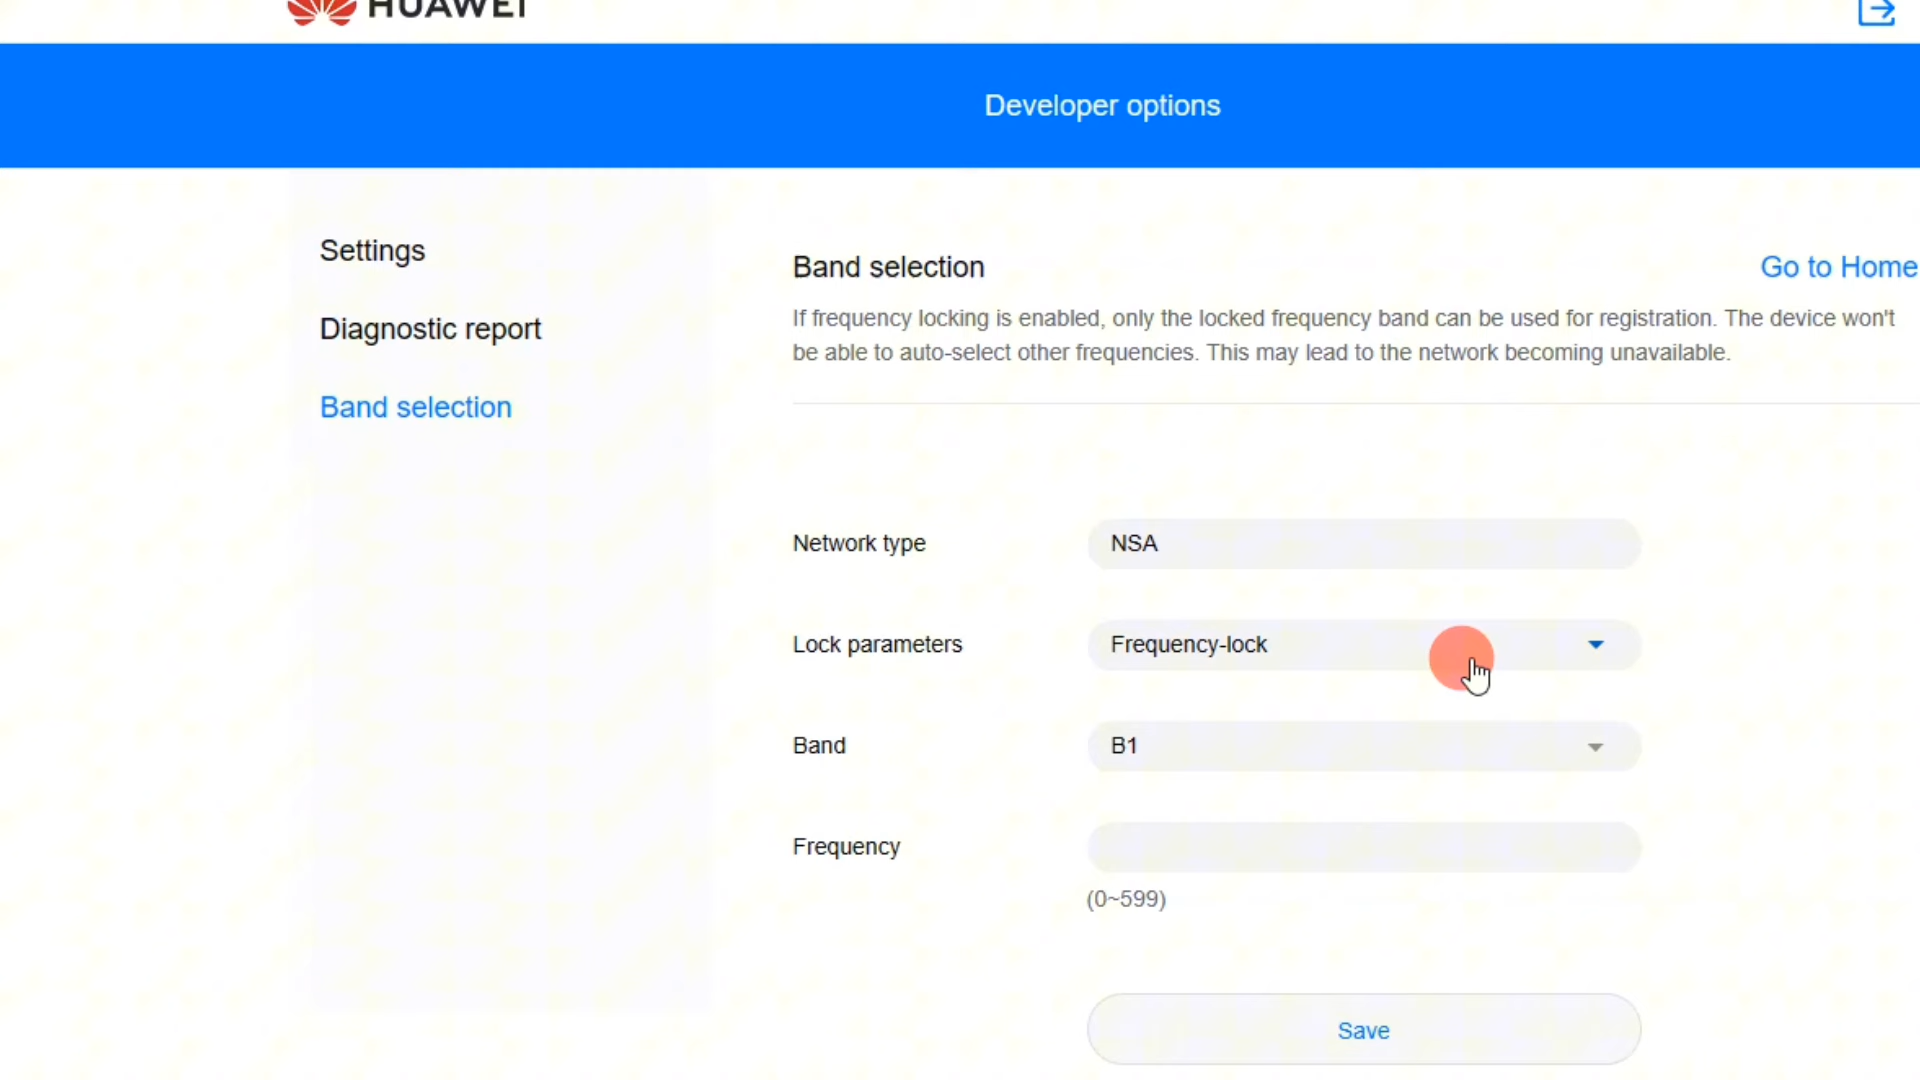 HUAWEI
Developer options
Settings
Diagnostic report
Band selection
Band selection
Go to Home
If frequency locking is enabled, only the locked frequency band can be used for registration. The device won't
be able to auto-select other frequencies. This may lead to the network becoming unavailable.
Network type
NSA
Lock parameters
Frequency-lock
Band
B1
Frequency
(0~599)
Save